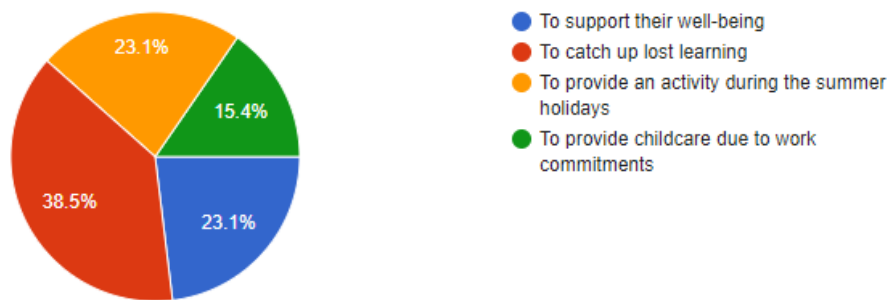 23.1%
15.4%
38.5%
23.1%
To support their well-being
To catch up lost learning
To provide an activity during the summer
holidays
To provide childcare due to work
commitments